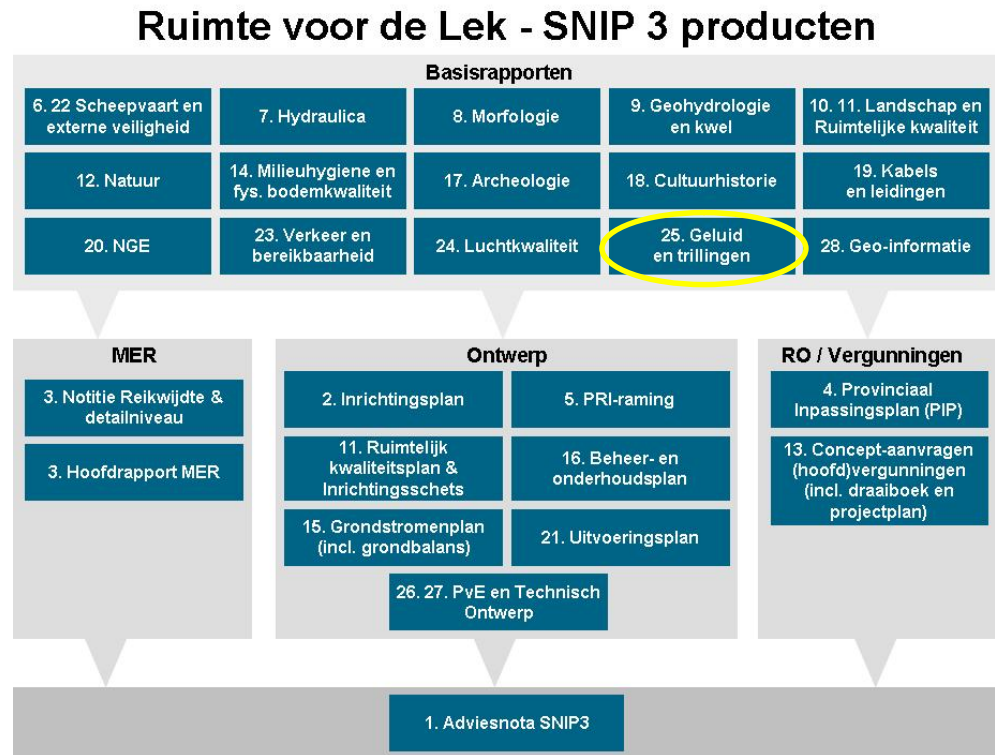 Ruimte voor de Lek - SNIP 3 producten
Basisrapporten
6. 22 Scheepvaart en
externe veiligheid
7. Hydraulica
8. Morfologie
9. Geohydrologie
en kwel
10. 11. Landschap en
Ruimtelijke kwaliteit
12. Natuur
14. Milieuhygiene en
fys. bodemkwaliteit
17. Archeologie
18. Cultuurhistorie
19. Kabels
en leidingen
20. NGE
23. Verkeer en
bereikbaarheid
24. Luchtkwaliteit
25. Geluid
en trillingen
28. Geo-informatie
MER
3. Notitie Reikwijdte &
detailniveau
3. Hoofdrapport MER
Ontwerp
2. Inrichtingsplan
5. PRI-raming
11. Ruimtelijk
kwaliteitsplan &
Inrichtingsschets
16. Beheer- en
onderhoudsplan
15. Grondstromenplan
(incl. grondbalans)
21. Uitvoeringsplan
26. 27. PvE en Technisch
Ontwerp
RO / Vergunningen
4. Provinciaal
Inpassingsplan (PIP)
13. Concept-aanvragen
(hoofd)vergunningen
(incl. draaiboek en
projectplan)
1. Adviesnota SNIP3